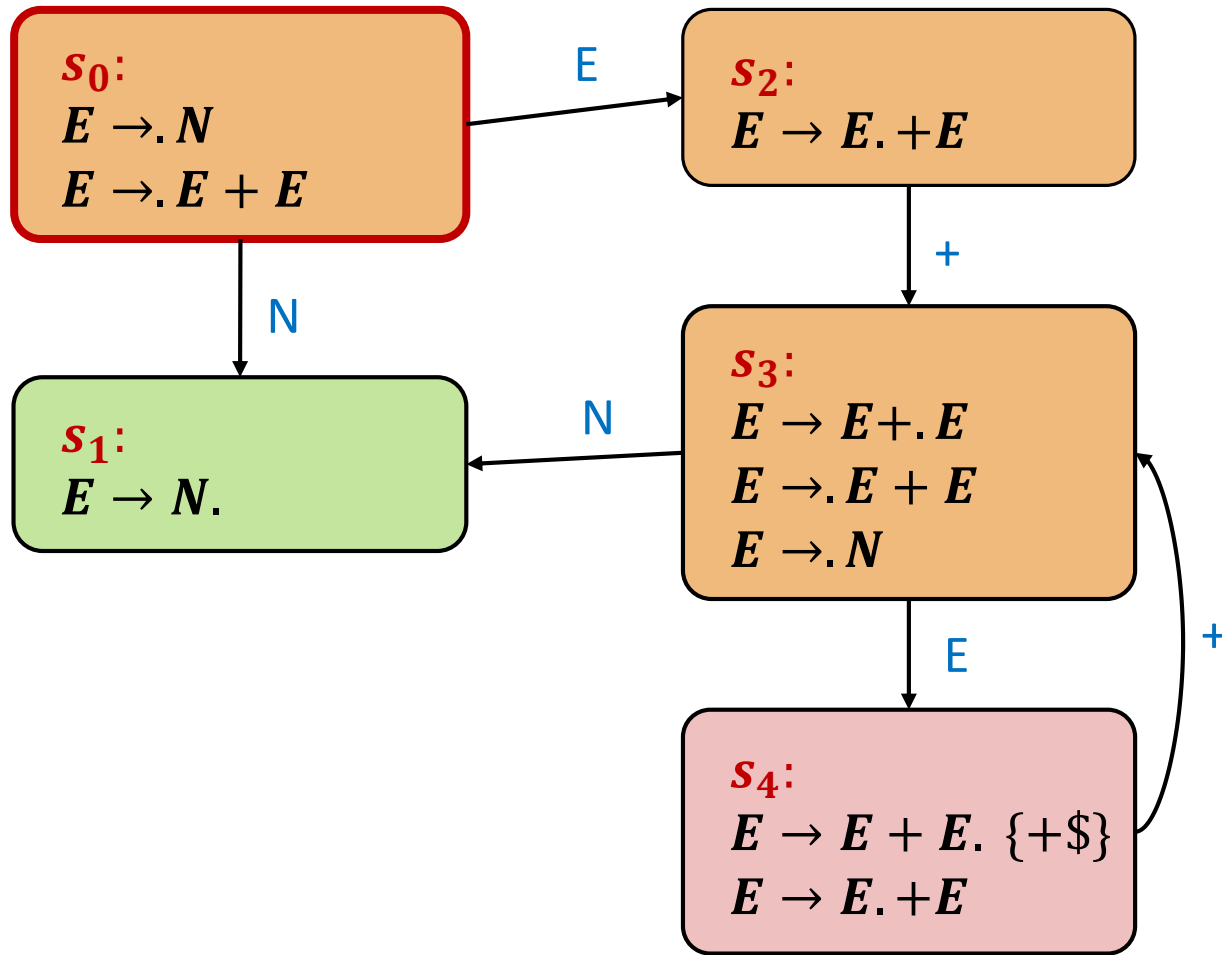 s₀:
E →. N
E →. E + E
E
s₂:
E → E. +E
N
+
s₁:
E → N.
N
s₃:
E → E+. E
E →. E + E
E →. N
E
+
s₄:
E → E + E. {+$}
E → E. +E